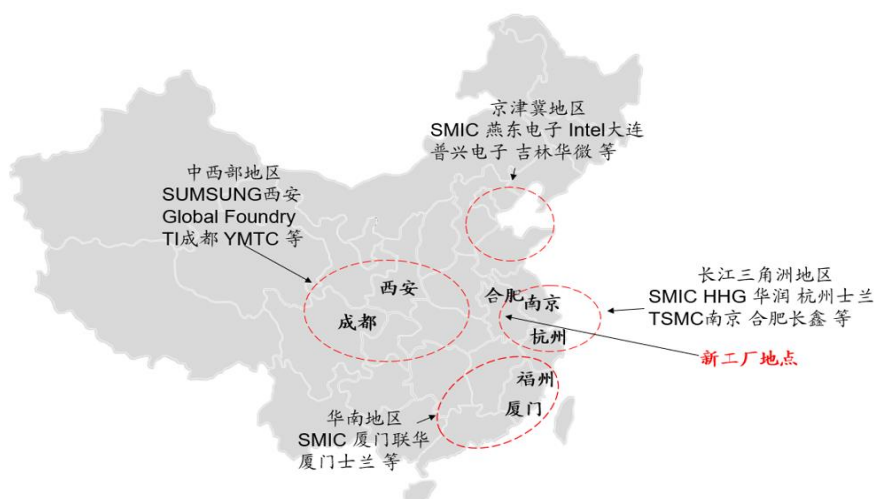 京津冀地区
SMIC 燕东电子 Intel大连
普兴电子 吉林华微 等
中西部地区
SUMSUNG西安
Global Foundry
TI成都 YMTC 等
西安
成都
合肥
南京
杭州
长江三角洲地区
SMIC HHG 华润 杭州士兰
TSMC南京 合肥长鑫 等
新工厂地点
福州
厦门
华南地区
SMIC 厦门联华
厦门士兰 等